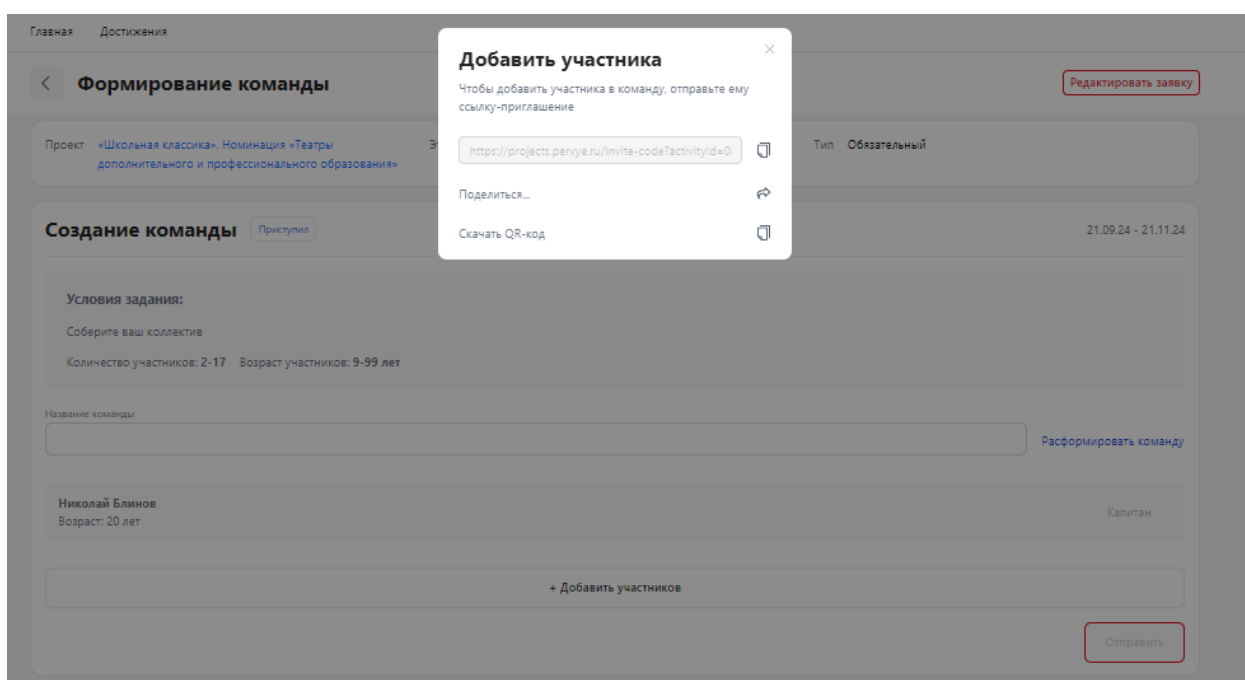 Главная Достижения
Добавить участника
Чтобы добавить участника в команду, отправьте ему
ссылку-приглашение
https://projects.pervye.ru/invite-code?activityId=0
Поделиться...
Скачать QR-код
Формирование команды
Редактировать заявку
Проект «Школьная классика». Номинация «Театры
дополнительного и профессионального образования»
Тип Обязательный
Создание команды Приступил
21.09.24 - 21.11.24
Условия задания:
Соберите ваш коллектив
Количество участников: 2-17 Возраст участников: 9-99 лет
Название команды
Расформировать команду
Николай Блинов
Возраст: 20 лет
Капитан
+ Добавить участников
Отправить